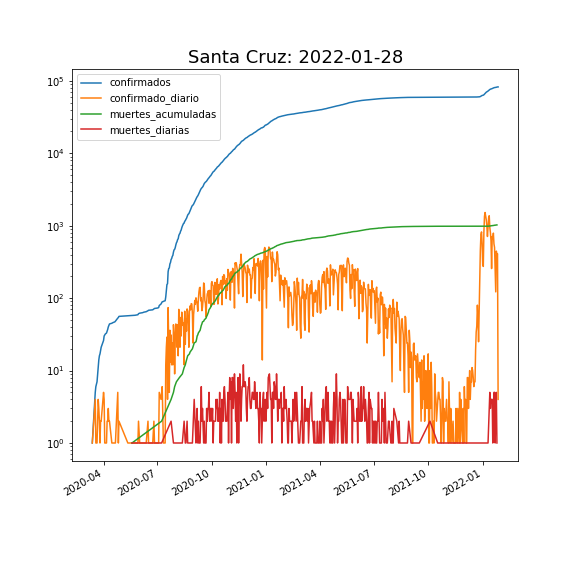 Santa Cruz: 2022-01-28
confirmados
confirmado_diario
muertes_acumuladas
muertes_diarias
10^5
10^4
10^3
10^2
10^1
10^0
2020-04
2020-07
2020-10
2021-01
2021-04
2021-07
2021-10
2022-01